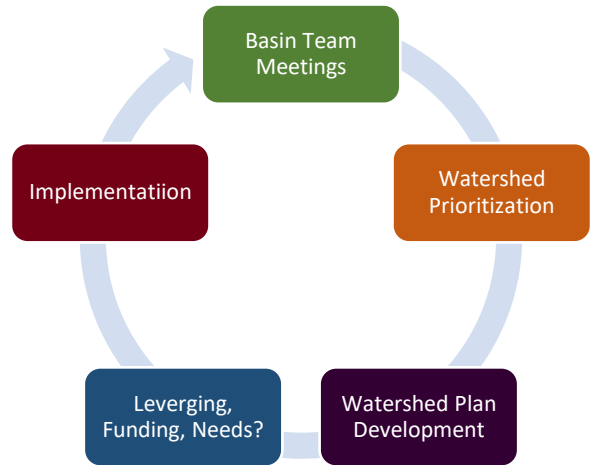 Basin Team
Meetings
Watershed
Prioritization
Watershed Plan
Development
Leverging,
Funding, Needs?
Implementatiion